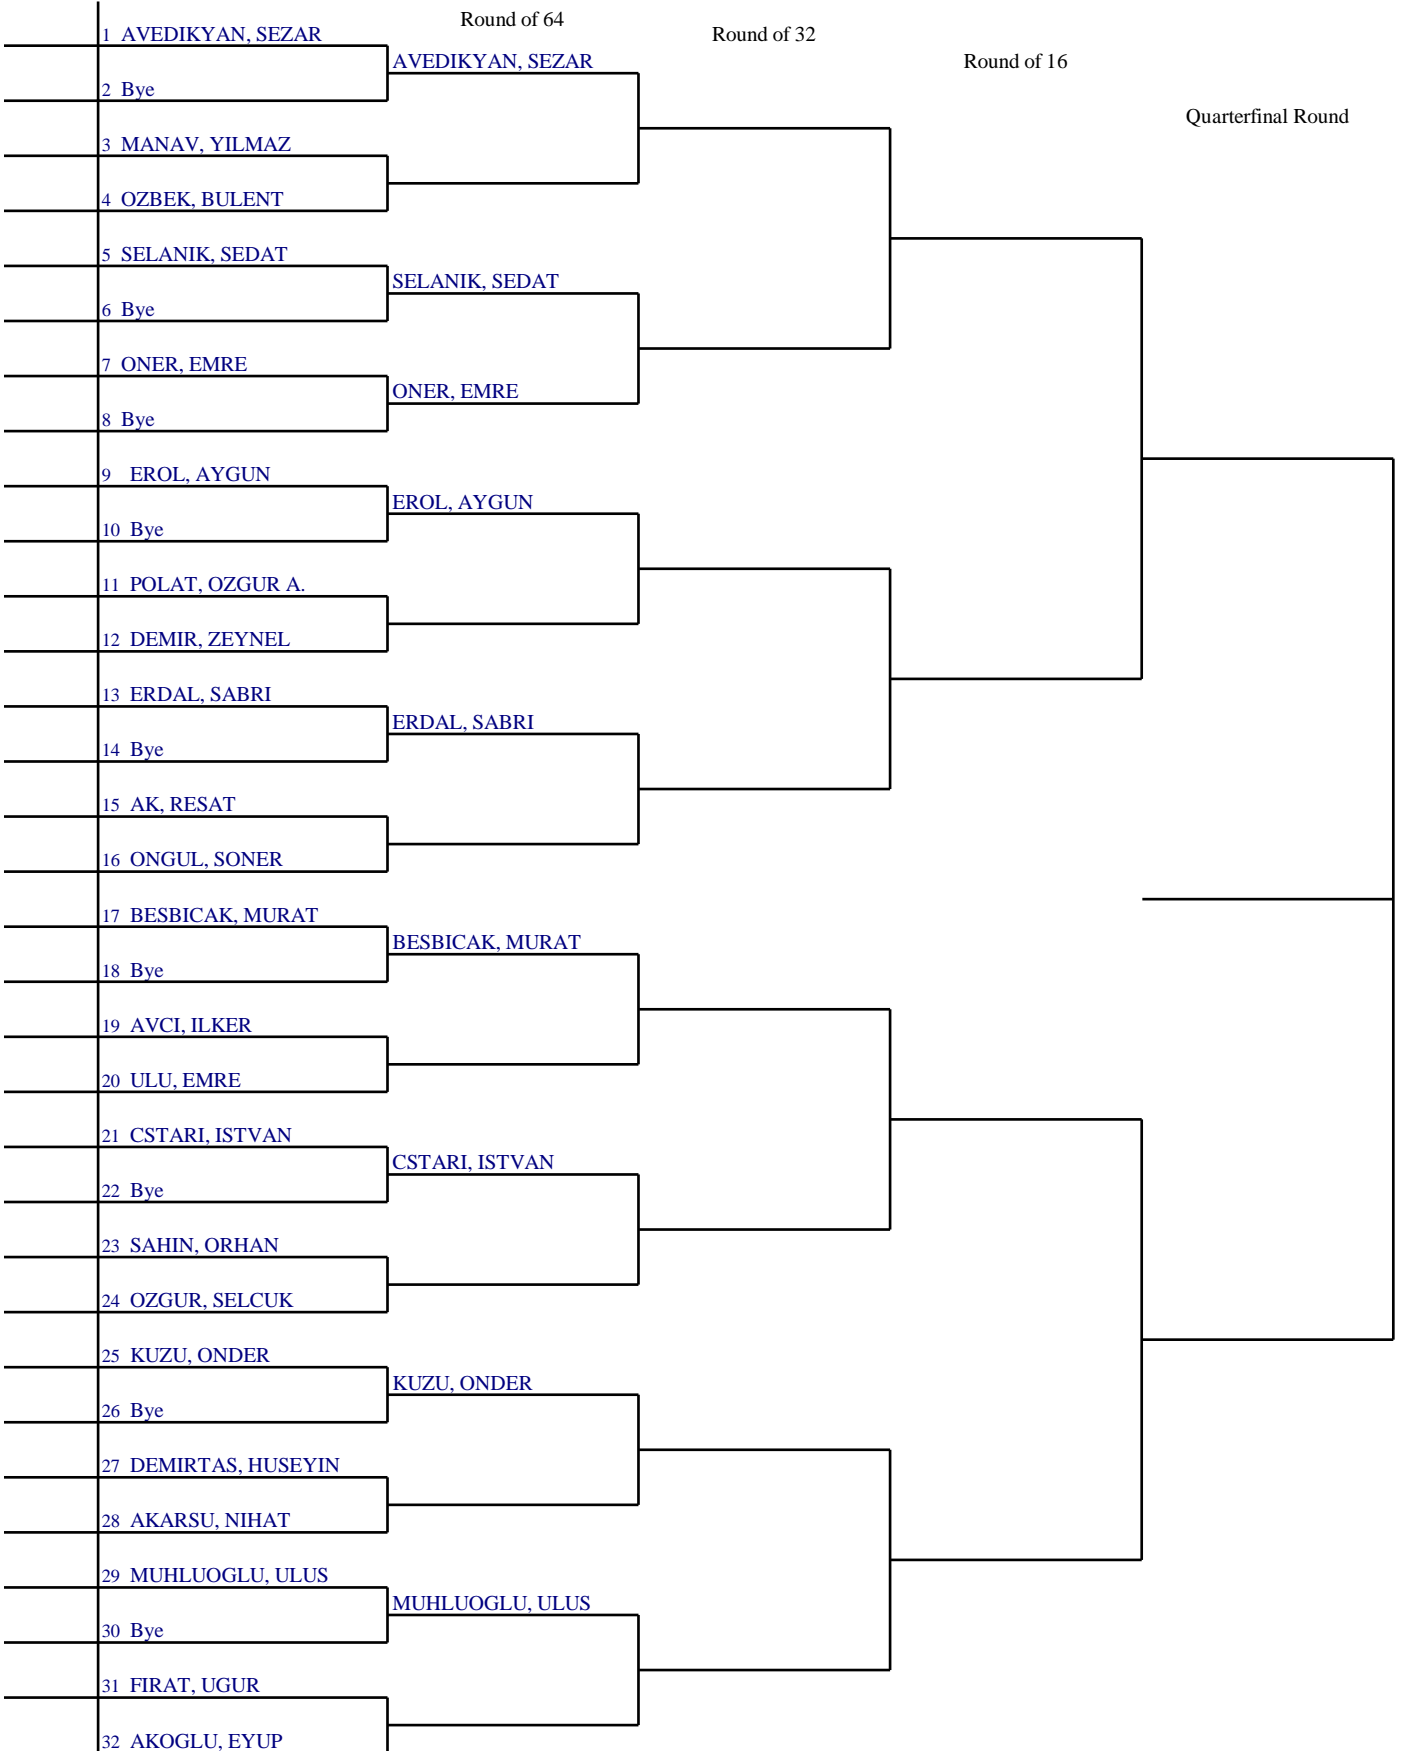 Round of 64
Round of 32
Round of 16
Quarterfinal Round
1 AVEDIKYAN, SEZAR
AVEDIKYAN, SEZAR
2 Bye
3 MANAV, YILMAZ
4 OZBEK, BULENT
5 SELANIK, SEDAT
SELANIK, SEDAT
6 Bye
7 ONER, EMRE
ONER, EMRE
8 Bye
9 EROL, AYGUN
EROL, AYGUN
10 Bye
11 POLAT, OZGUR A.
12 DEMIR, ZEYNEL
13 ERDAL, SABRI
ERDAL, SABRI
14 Bye
15 AK, RESAT
16 ONGUL, SONER
17 BESBICAK, MURAT
BESBICAK, MURAT
18 Bye
19 AVCI, ILKER
20 ULU, EMRE
21 CSTARI, ISTVAN
CSTARI, ISTVAN
22 Bye
23 SAHIN, ORHAN
24 OZGUR, SELCUK
25 KUZU, ONDER
KUZU, ONDER
26 Bye
27 DEMIRTAS, HUSEYIN
28 AKARSU, NIHAT
29 MUHLUOGLU, ULUS
MUHLUOGLU, ULUS
30 Bye
31 FIRAT, UGUR
32 AKOGLU, EYUP